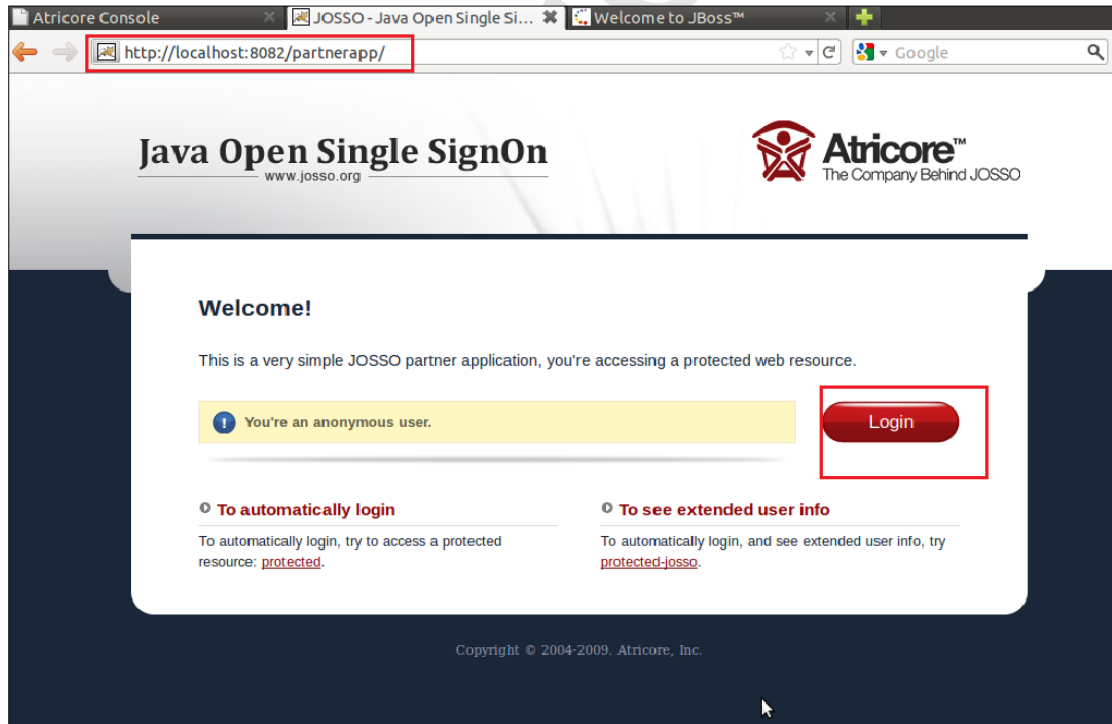 Atricore Console
JOSSO - Java Open Single Si...
Welcome to JBoss™
http://localhost:8082/partnerapp/
Google
Java Open Single SignOn
www.josso.org
Atricore™
The Company Behind JOSSO
Welcome!
This is a very simple JOSSO partner application, you're accessing a protected web resource.
You're an anonymous user.
Login
To automatically login
To automatically login, try to access a protected
resource: protected.
To see extended user info
To automatically login, and see extended user info, try
protected-josso.
Copyright © 2004-2009. Atricore, Inc.